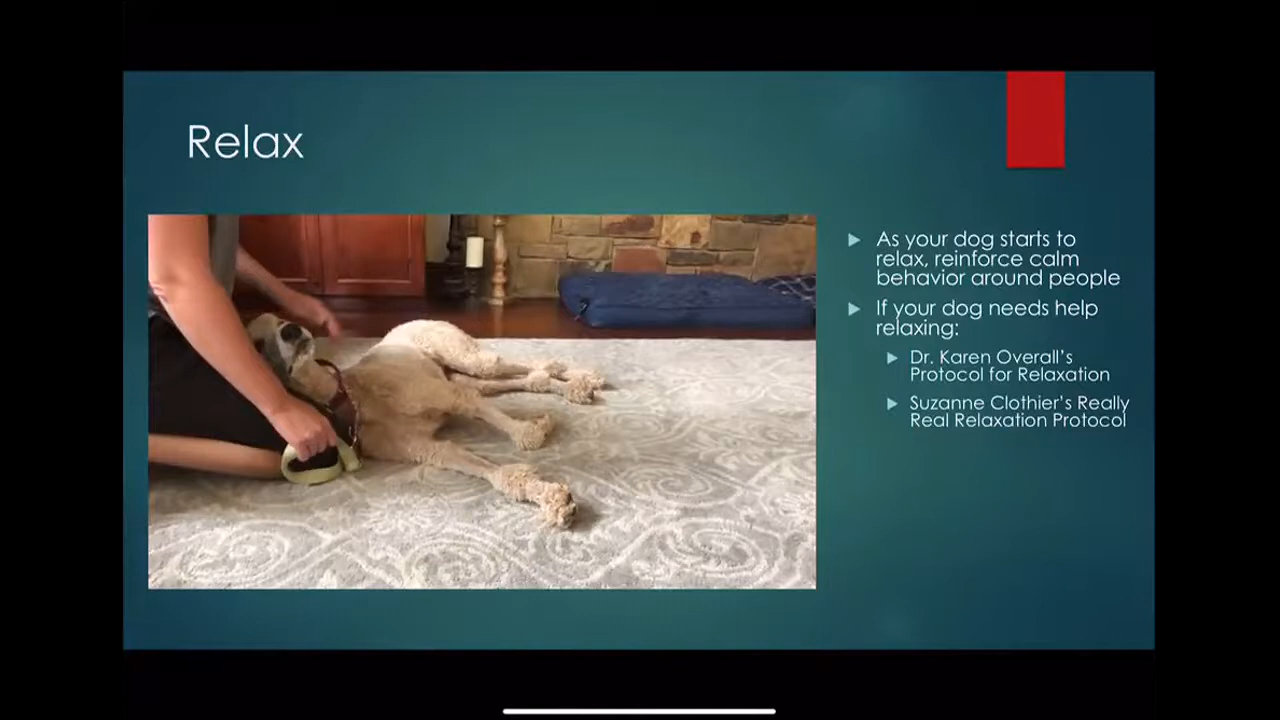 Relax
As your dog starts to
relax, reinforce calm
behavior around people
If your dog needs help
relaxing:
Dr. Karen Overall's
Protocol for Relaxation
Suzanne Clothier's Really
Real Relaxation Protocol